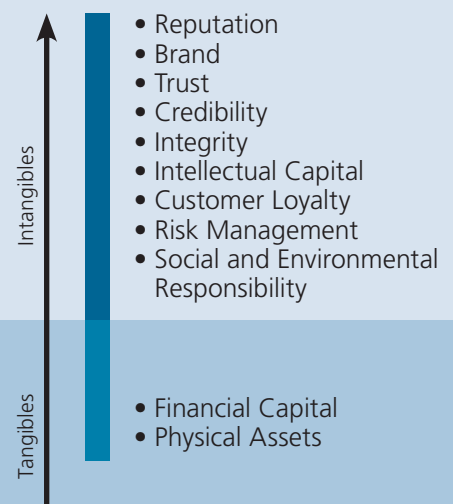 Intangibles
• Reputation
• Brand
• Trust
• Credibility
• Integrity
• Intellectual Capital
• Customer Loyalty
• Risk Management
• Social and Environmental
Responsibility
Tangibles
• Financial Capital
• Physical Assets